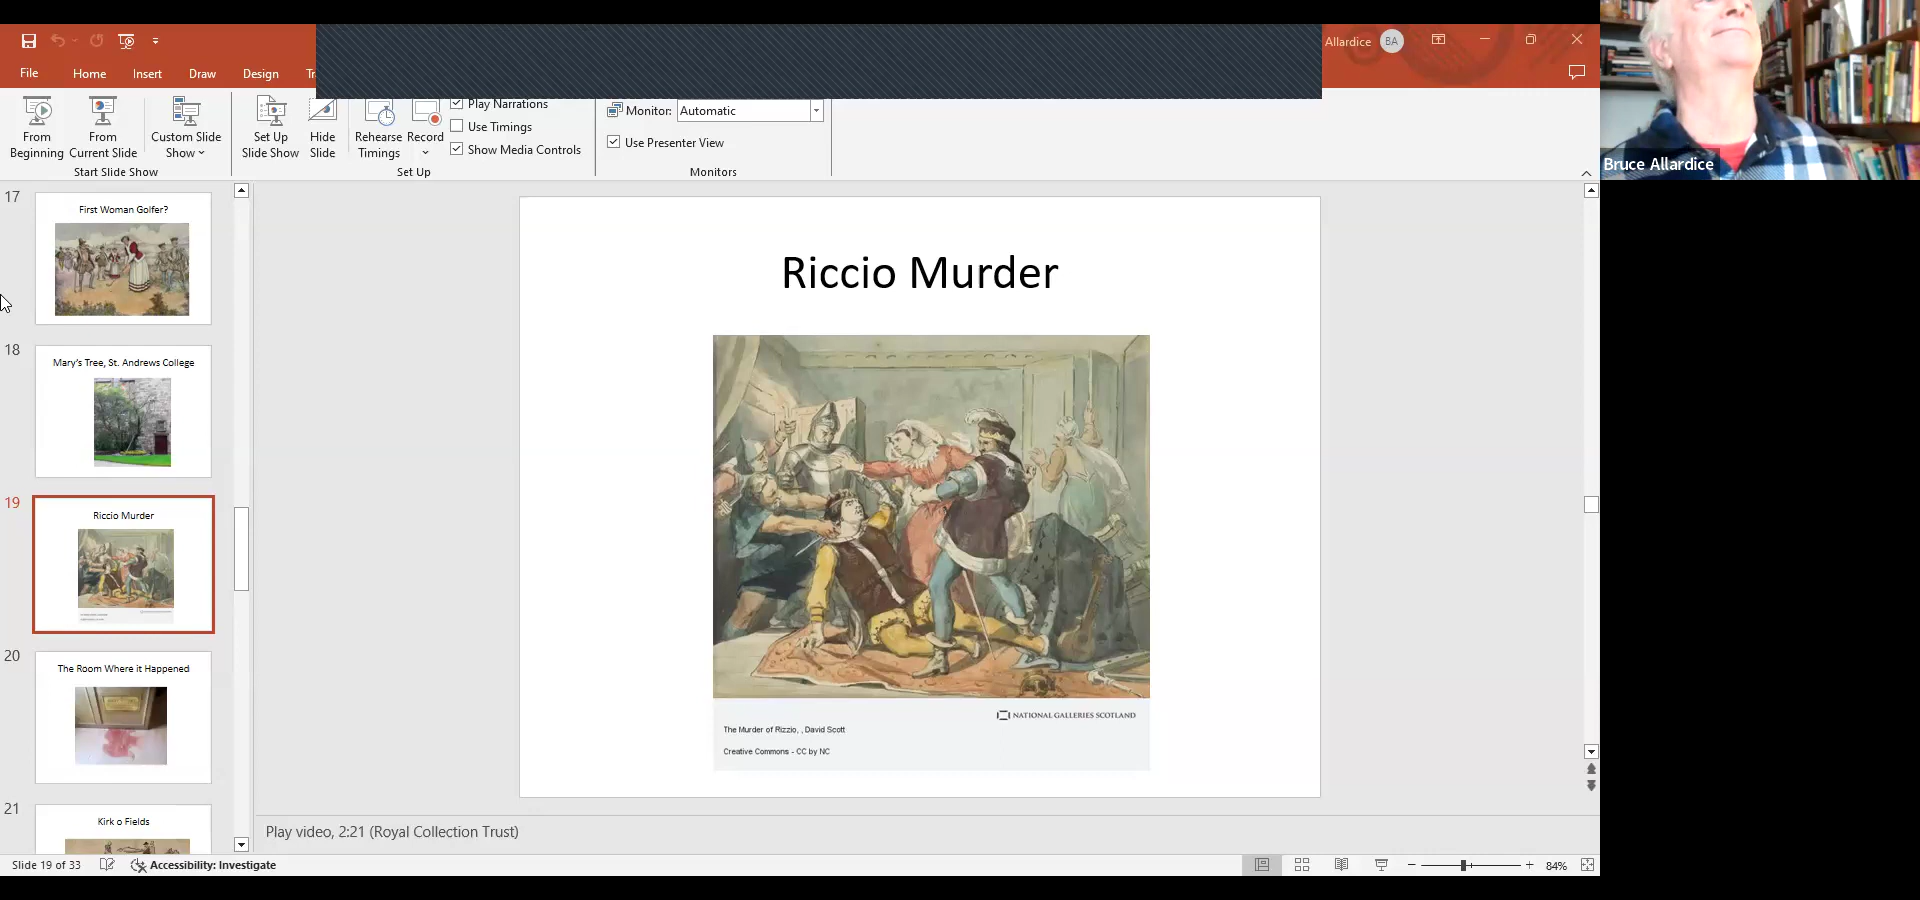 Allardice
BA
File
Home
Insert
Draw
Design
From
Beginning
From
Current Slide
Custom Slide
Show
Start Slide Show
Set Up
Slide Show
Hide
Slide
Rehearse
Timings
Record
Play Narrations
Use Timings
Show Media Controls
Set Up
Monitor:
Automatic
Use Presenter View
Monitors
Bruce Allardice
17
First Woman Golfer?
18
Mary's Tree, St. Andrews College
19
Riccio Murder
20
The Room Where it Happened
21
Kirk o Fields
Riccio Murder
NATIONAL GALLERIES SCOTLAND
The Murder of Rizzio, , David Scott
Creative Commons - CC by NC
Play video, 2:21 (Royal Collection Trust)
Slide 19 of 33
Accessibility: Investigate
84%